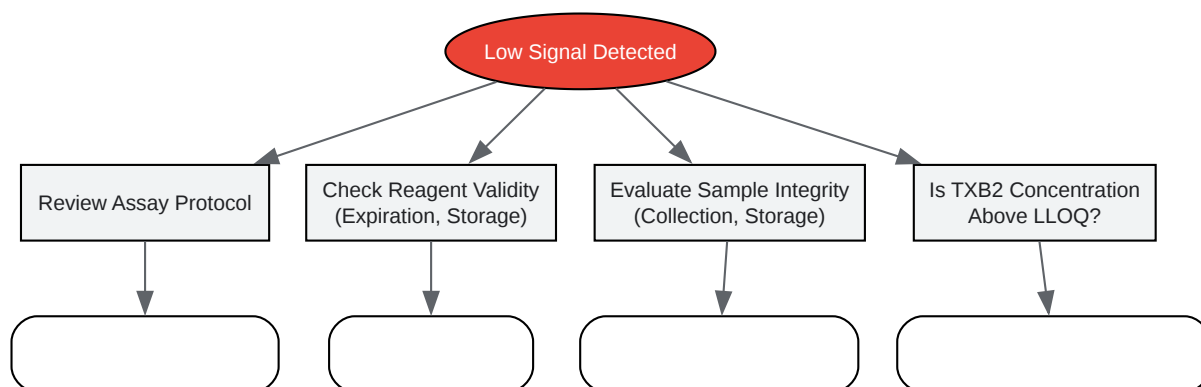 Low Signal Detected
Review Assay Protocol
Check Reagent Validity
(Expiration, Storage)
Evaluate Sample Integrity
(Collection, Storage)
Is TXB2 Concentration
Above LLOQ?